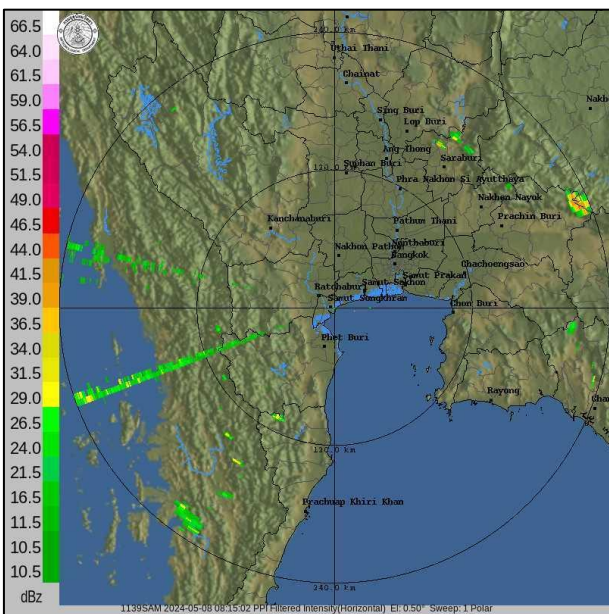 66.5
64.0
61.5
59.0
56.5
54.0
51.5
49.0
46.5
44.0
41.5
39.0
36.5
34.0
31.5
29.0
26.5
24.0
21.5
19.0
16.5
11.5
10.5
dBz
240.0 km
Uthai Thani
Chainat
Sing Buri
Lop Buri
Ang Thong
120.0 km
Suphan Buri
Saraburi
Phra Nakhon Si Ayutthaya
Nakhon Nayok
Prachin Buri
Kanchanaburi
Pathum Thani
Nonthaburi
Nakhon Pathom
Bangkok
Chachoengsao
Samut Prakan
Ratchaburi
Samut Sakhon
Samut Songkhram
Chon Buri
Phet Buri
Rayong
120.0 km
Prachuap Khiri Khan
240.0 km
1139SAM 2024-05-08 08:15:02 PPI Filtered Intensity(Horizontal) El: 0.50° Sweep: 1 Polar